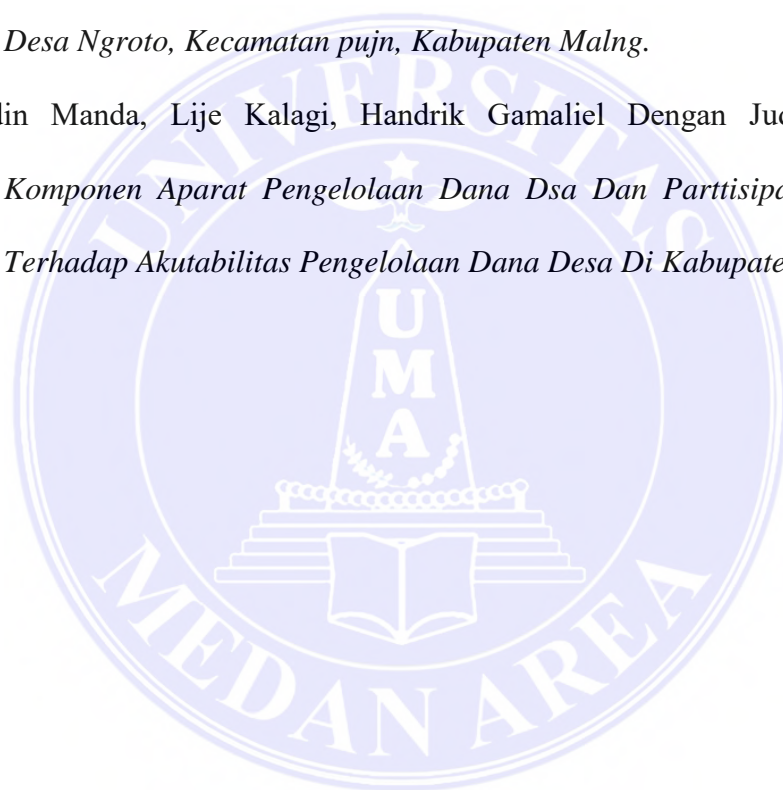 Desa Ngroto, Kecamatan pujn, Kabupaten Malng.
din Manda, Lije Kalagi, Handrik Gamaliel Dengan Jud
Komponen Aparat Pengelolaan Dana Dsa Dan Parttisipa
Terhadap Akutabilitas Pengelolaan Dana Desa Di Kabupate
UNIVERSITAS
UMA
MEDAN AREA